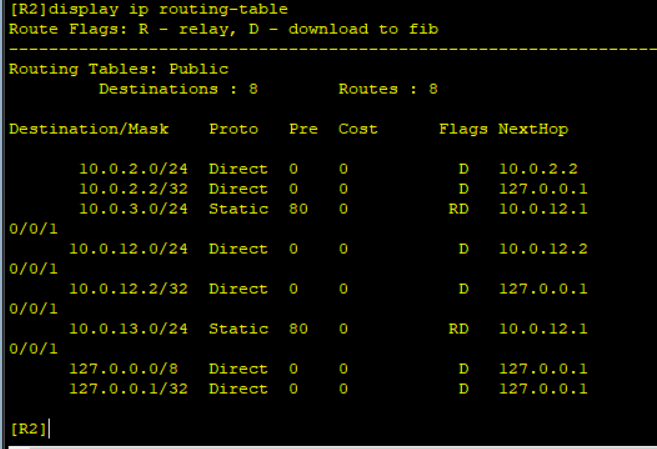 [R2]display ip routing-table
Route Flags: R - relay, D - download to fib
------------------------------------------------------------------------------
Routing Tables: Public
         Destinations : 8        Routes : 8

Destination/Mask    Proto   Pre  Cost      Flags NextHop

       10.0.2.0/24  Direct  0    0           D   10.0.2.2
       10.0.2.2/32  Direct  0    0           D   127.0.0.1
       10.0.3.0/24  Static  80   0          RD   10.0.12.1
0/0/1
      10.0.12.0/24  Direct  0    0           D   10.0.12.2
0/0/1
      10.0.12.2/32  Direct  0    0           D   127.0.0.1
0/0/1
      10.0.13.0/24  Static  80   0          RD   10.0.12.1
0/0/1
      127.0.0.0/8   Direct  0    0           D   127.0.0.1
      127.0.0.1/32  Direct  0    0           D   127.0.0.1

[R2]